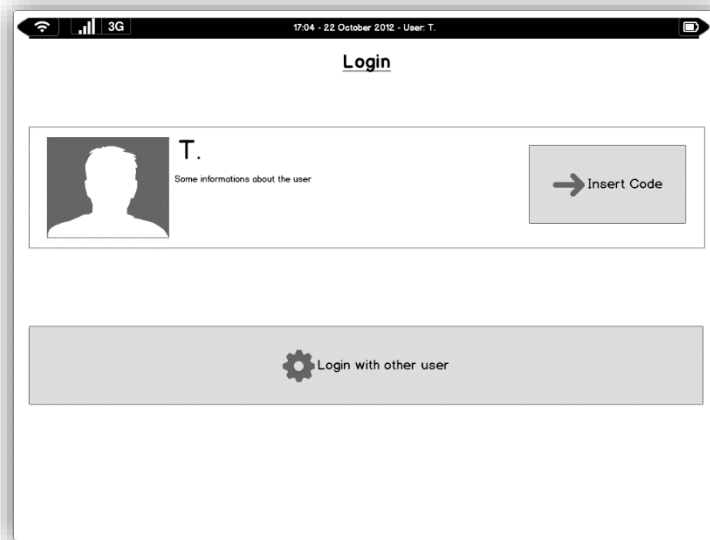 3G
17:04 - 22 October 2012 - User: T.
Login
T.
Some informations about the user
Insert Code
Login with other user